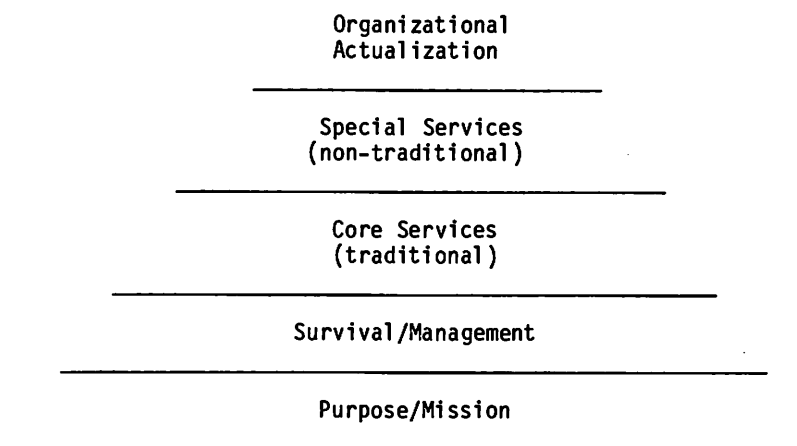 Organizational
Actualization
Special Services
(non-traditional)
Core Services
(traditional)
Survival/Management
Purpose/Mission